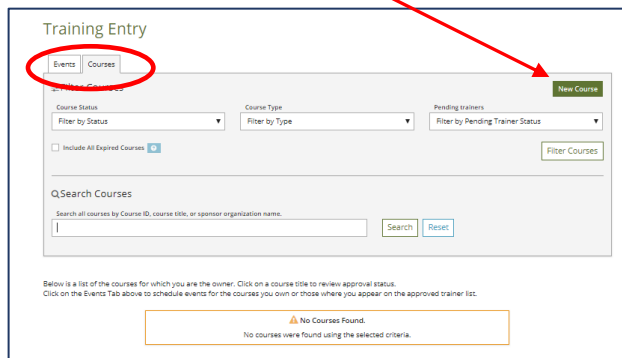 Training Entry
Events Courses
Filter Courses
New Course
Course Status Course Type Pending trainers
Filter by Status Filter by Type Filter by Pending Trainer Status
Include All Expired Courses
Filter Courses
Search Courses
Search all courses by Course ID, course title, or sponsor organization name.
Search Reset
Below is a list of the courses for which you are the owner. Click on a course title to review approval status.
Click on the Events Tab above to schedule events for the courses you own or those where you appear on the approved trainer list.
No Courses Found.
No courses were found using the selected criteria.